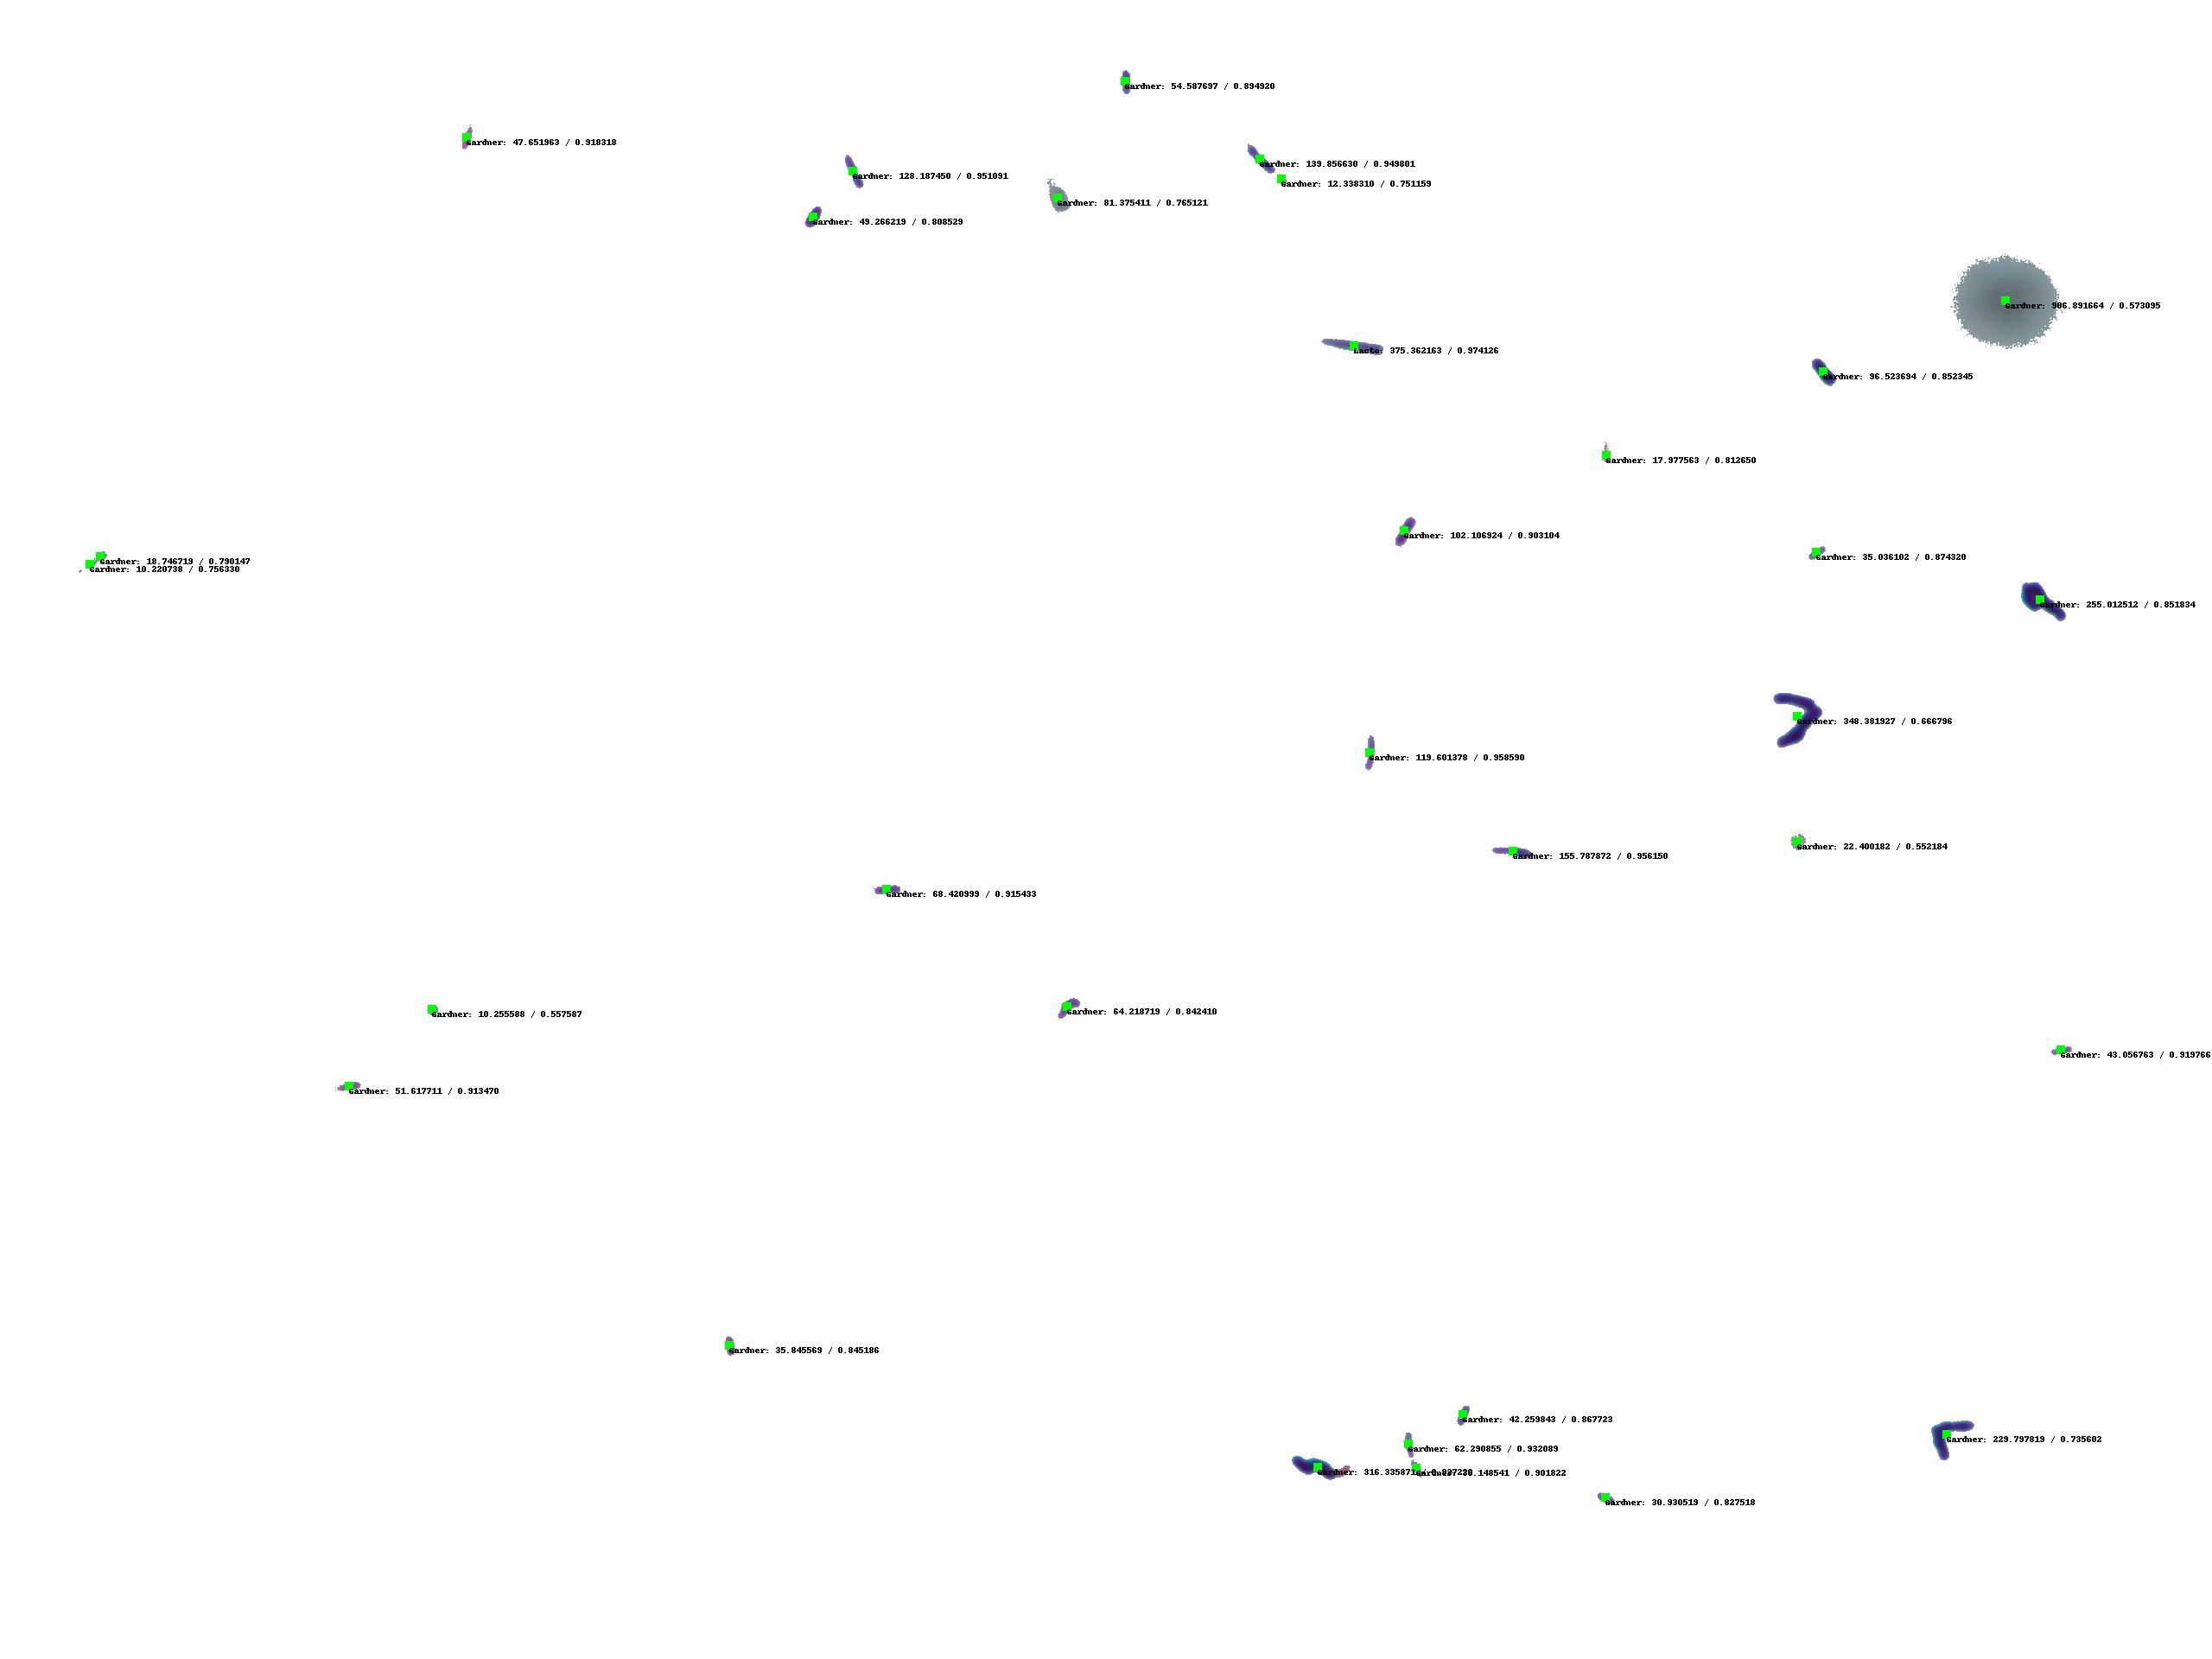 Gardner: 54.587697 / 0.894920
Gardner: 47.651963 / 0.918318
Gardner: 139.856630 / 0.949801
Gardner: 128.187450 / 0.951091
Gardner: 12.338310 / 0.751159
Gardner: 81.375411 / 0.765121
Gardner: 49.266219 / 0.808529
Gardner: 906.891664 / 0.573095
Lacto: 375.362163 / 0.974126
Gardner: 96.523694 / 0.852345
Gardner: 17.977563 / 0.812650
Gardner: 102.106924 / 0.903104
Gardner: 35.036102 / 0.874320
Gardner: 18.746719 / 0.790147
Gardner: 10.220738 / 0.756330
Gardner: 255.012512 / 0.851834
Gardner: 348.381927 / 0.666796
Gardner: 119.601378 / 0.958590
Gardner: 22.400182 / 0.552184
Gardner: 155.787872 / 0.956150
Gardner: 68.420999 / 0.915433
Gardner: 64.218719 / 0.842410
Gardner: 10.255588 / 0.557587
Gardner: 43.056763 / 0.919766
Gardner: 51.617711 / 0.913470
Gardner: 35.845569 / 0.845186
Gardner: 42.259843 / 0.867723
Gardner: 229.797819 / 0.735602
Gardner: 62.290855 / 0.932089
Gardner:
Gardner: / 0.901822
Gardner: 30.930519 / 0.827518